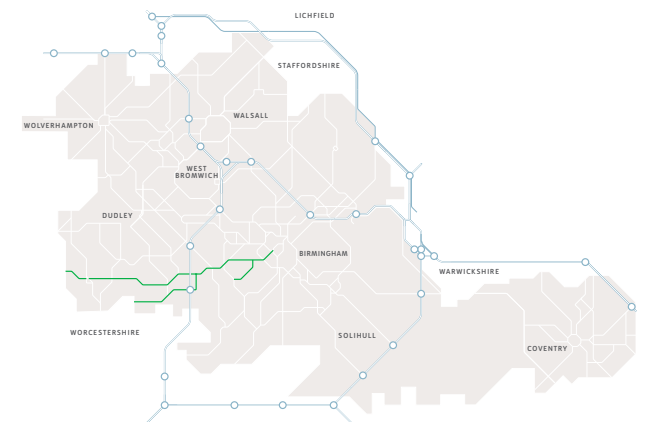 LICHFIELD
STAFFORDSHIRE
WALSALL
WOLVERHAMPTON
WEST
BROMWICH
DUDLEY
BIRMINGHAM
WARWICKSHIRE
WORCESTERSHIRE
SOLIHULL
COVENTRY